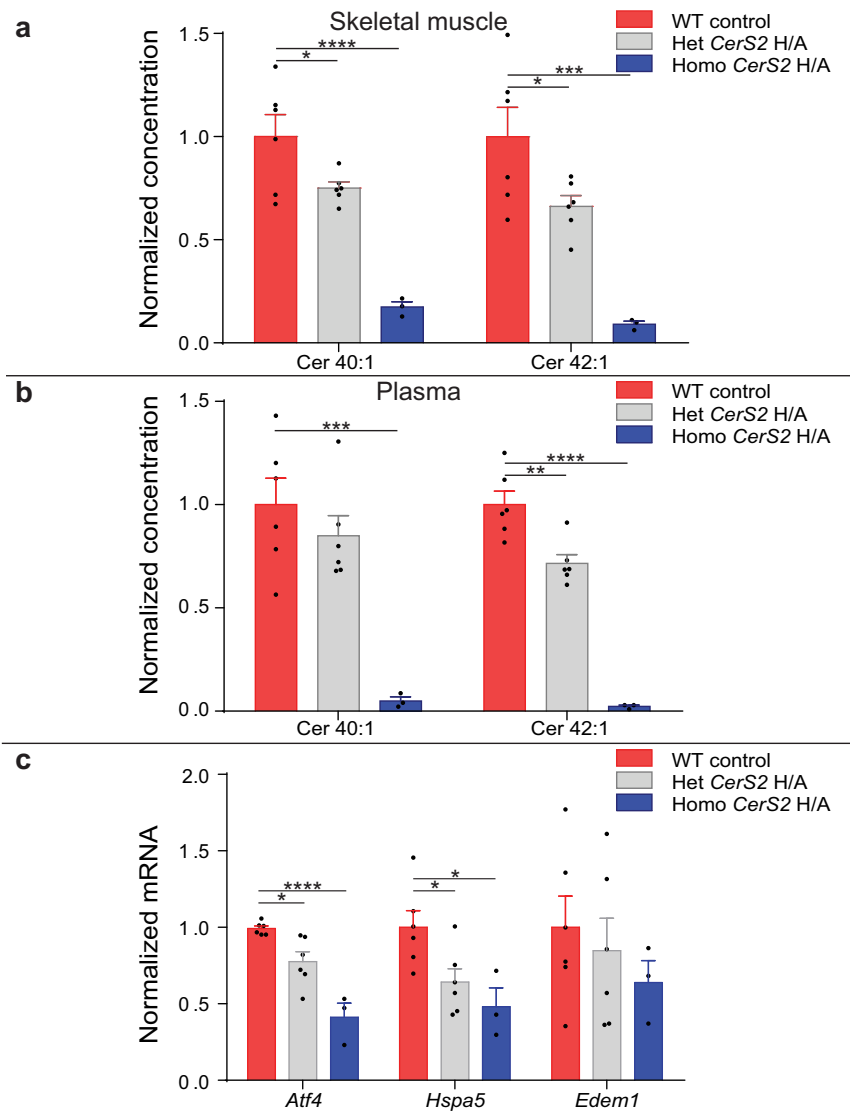 a
Skeletal muscle
WT control
Het CerS2 H/A
Homo CerS2 H/A
Normalized concentration
1.5
1.0
0.5
0.0
****
*
***
*
Cer 40:1
Cer 42:1
b
Plasma
WT control
Het CerS2 H/A
Homo CerS2 H/A
Normalized concentration
1.5
1.0
0.5
0.0
***
****
**
Cer 40:1
Cer 42:1
c
WT control
Het CerS2 H/A
Homo CerS2 H/A
Normalized mRNA
2.0
1.5
1.0
0.5
0.0
****
*
*
*
Atf4
Hspa5
Edem1